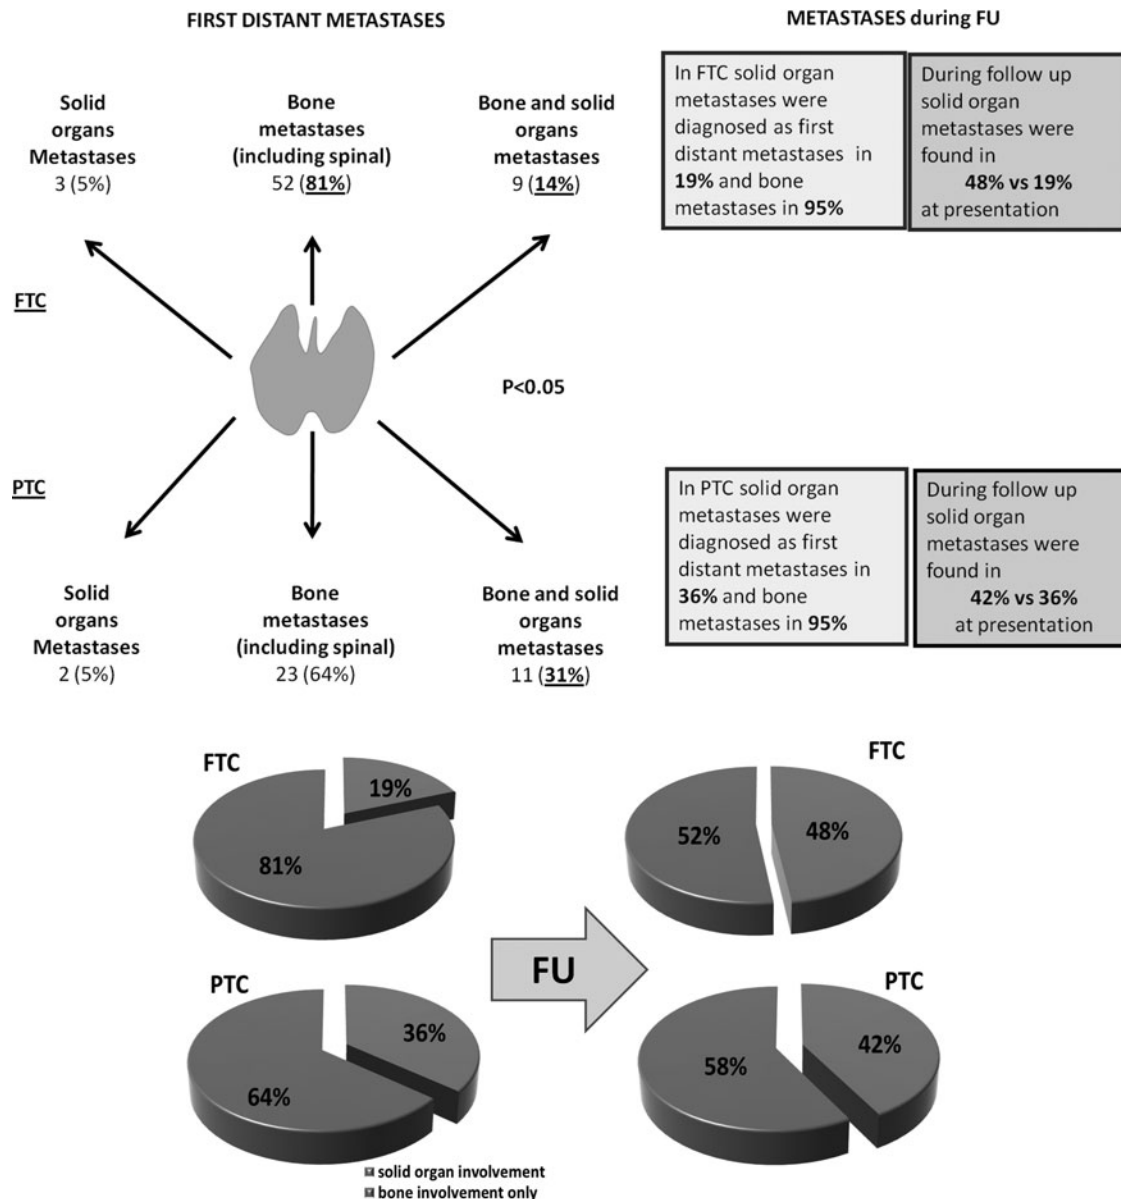 FIRST DISTANT METASTASES
METASTASES during FU
Solid
organs
Metastases
3 (5%)
Bone
metastases
(including spinal)
52 (81%)
Bone and solid
organs
metastases
9 (14%)
In FTC solid organ
metastases were
diagnosed as first
distant metastases in
19% and bone
metastases in 95%
During follow up
solid organ
metastases were
found in
48% vs 19%
at presentation
FTC
P<0.05
PTC
In PTC solid organ
metastases were
diagnosed as first
distant metastases in
36% and bone
metastases in 95%
During follow up
solid organ
metastases were
found in
42% vs 36%
at presentation
Solid
organs
Metastases
2 (5%)
Bone
metastases
(including spinal)
23 (64%)
Bone and solid
organs
metastases
11 (31%)
FTC
19%
81%
FTC
52%
48%
FU
PTC
36%
64%
PTC
58%
42%
solid organ involvement
bone involvement only